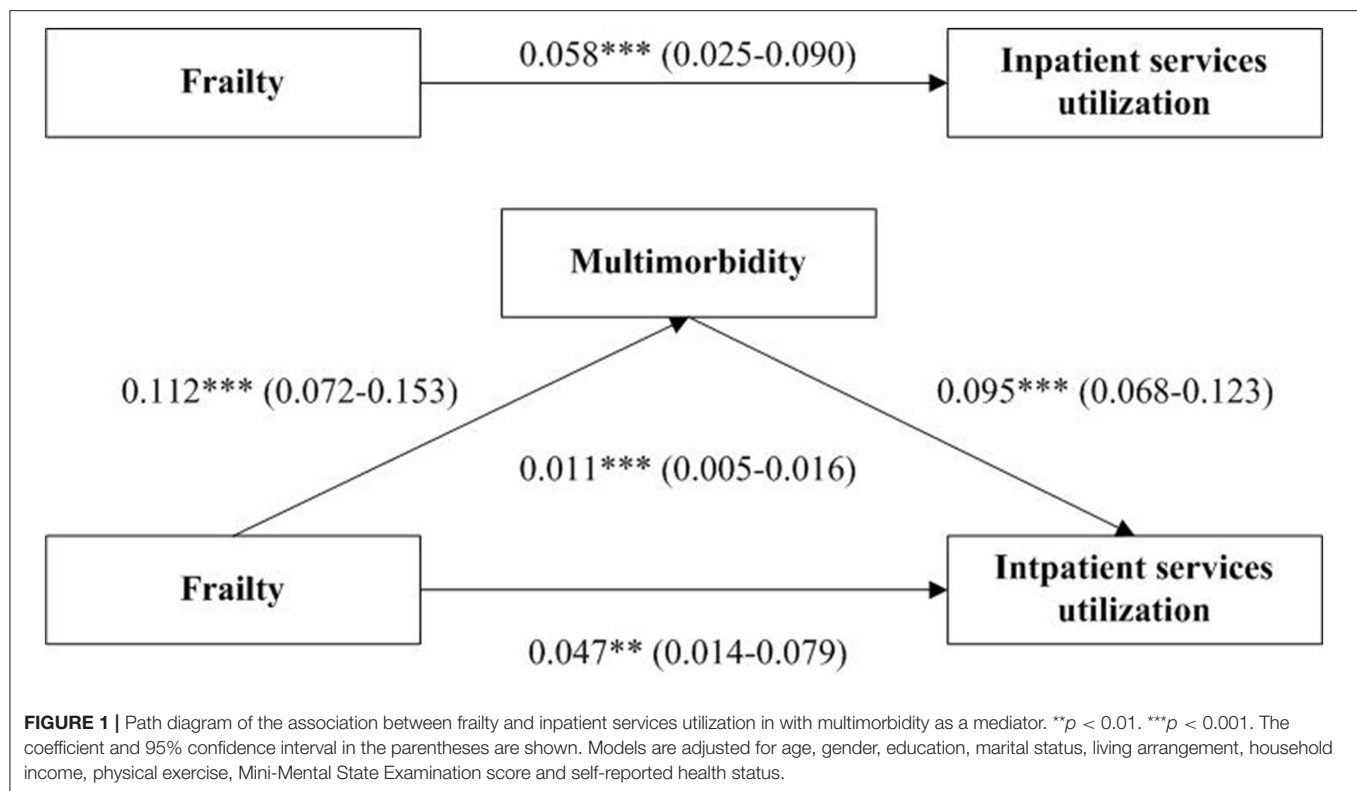 0.058*** (0.025-0.090)
Frailty
Inpatient services
utilization
Multimorbidity
0.112*** (0.072-0.153)
0.095*** (0.068-0.123)
0.011*** (0.005-0.016)
Frailty
Intpatient services
utilization
0.047** (0.014-0.079)
FIGURE 1 | Path diagram of the association between frailty and inpatient services utilization in with multimorbidity as a mediator. **p < 0.01. ***p < 0.001. The
coefficient and 95% confidence interval in the parentheses are shown. Models are adjusted for age, gender, education, marital status, living arrangement, household
income, physical exercise, Mini-Mental State Examination score and self-reported health status.